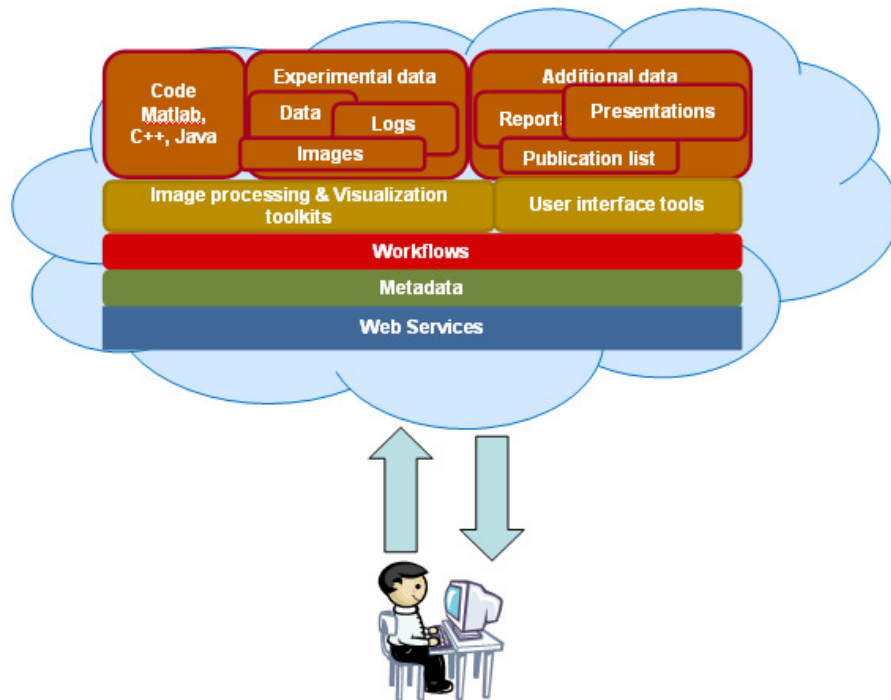 Code
Matlab,
C++, Java
Experimental data
Data
Logs
Images
Additional data
Reports
Presentations
Publication list
Image processing & Visualization
toolkits
User interface tools
Workflows
Metadata
Web Services